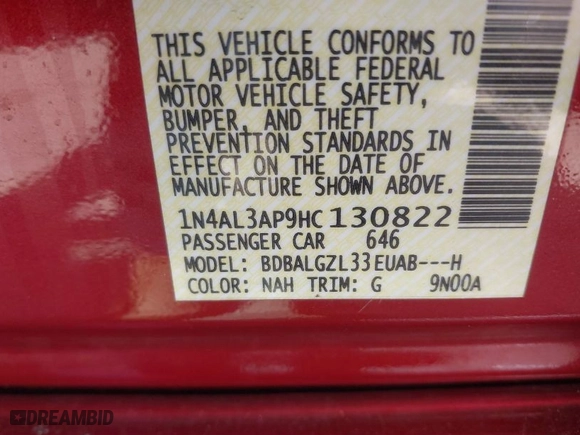 THIS VEHICLE CONFORMS TO
ALL APPLICABLE FEDERAL
MOTOR VEHICLE SAFETY,
BUMPER, AND THEFT
PREVENTION STANDARDS IN
EFFECT ON THE DATE OF
MANUFACTURE SHOWN ABOVE.
1N4AL3AP9HC130822
PASSENGER CAR 646
MODEL: BDBALGZL33EUAB---H
COLOR: NAH TRIM: G 9N00A
DREAMBID